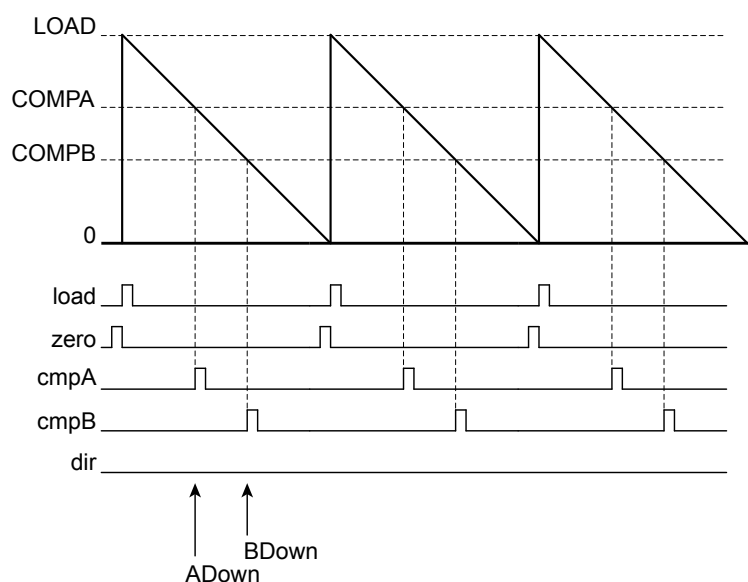 LOAD
COMPA
COMPB
0
load
zero
cmpA
cmpB
dir
BDown
ADown